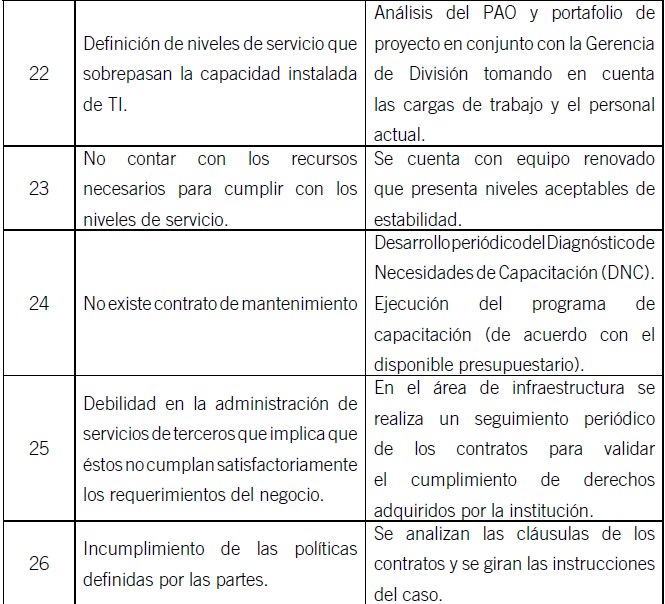 22
Definición de niveles de servicio que
sobrepasan la capacidad instalada
de TI.
Análisis del PAO y portafolio de
proyecto en conjunto con la Gerencia
de División tomando en cuenta
las cargas de trabajo y el personal
actual.
23
No contar con los recursos
necesarios para cumplir con los
niveles de servicio.
Se cuenta con equipo renovado
que presenta niveles aceptables de
estabilidad.
24
No existe contrato de mantenimiento
Desarrollo periódico del Diagnóstico de
Necesidades de Capacitación (DNC).
Ejecución del programa de
capacitación (de acuerdo con el
disponible presupuestario).
25
Debilidad en la administración de
servicios de terceros que implica que
éstos no cumplan satisfactoriamente
los requerimientos del negocio.
En el área de infraestructura se
realiza un seguimiento periódico
de los contratos para validar
el cumplimiento de derechos
adquiridos por la institución.
26
Incumplimiento de las políticas
definidas por las partes.
Se analizan las cláusulas de los
contratos y se giran las instrucciones
del caso.